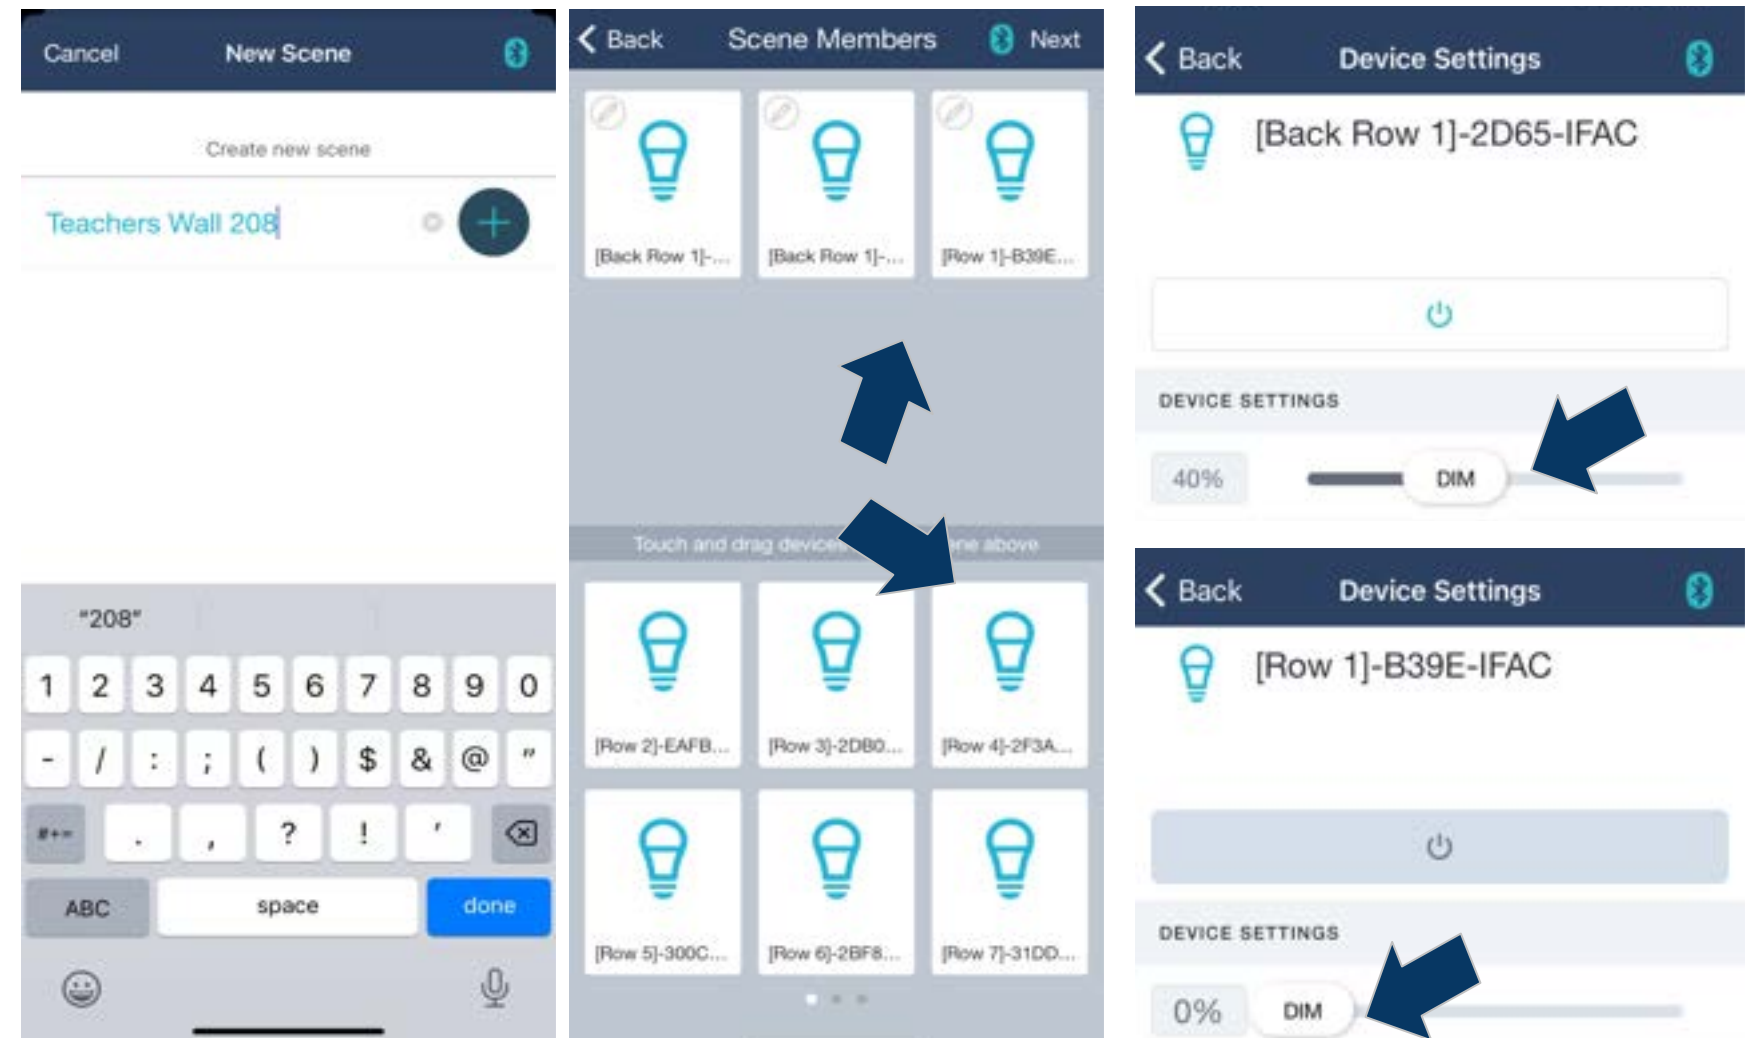 Cancel New Scene
Create new scene
Teachers Wall 208
"208"
1 2 3 4 5 6 7 8 9 0
- / : ; ( ) $ & @ "
#+= . , ? ! '
ABC space done
Back Scene Members Next
[Back Row 1]-... [Back Row 1]-... [Row 1]-B39E...
Touch and drag devices above
[Row 2]-EAFB... [Row 3]-2DB0... [Row 4]-2F3A...
[Row 5]-300C... [Row 6]-2BF8... [Row 7]-31DD...
Back Device Settings
[Back Row 1]-2D65-IFAC
DEVICE SETTINGS
40% DIM
Back Device Settings
[Row 1]-B39E-IFAC
DEVICE SETTINGS
0% DIM